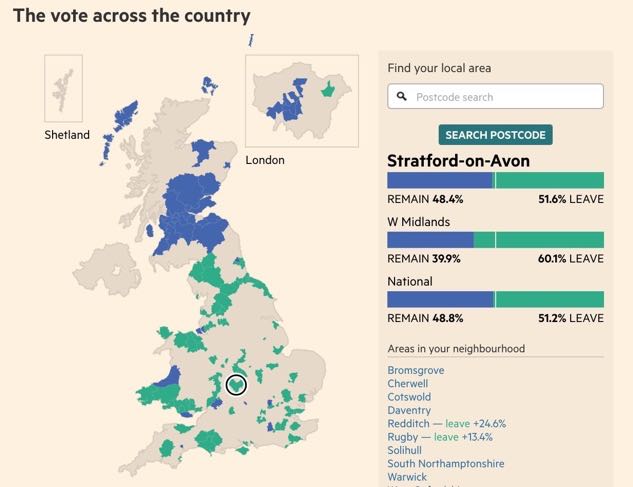 The vote across the country
Shetland
London
Find your local area
Postcode search
SEARCH POSTCODE
Stratford-on-Avon
REMAIN 48.4% 51.6% LEAVE
W Midlands
REMAIN 39.9% 60.1% LEAVE
National
REMAIN 48.8% 51.2% LEAVE
Areas in your neighbourhood
Bromsgrove
Cherwell
Cotswold
Daventry
Redditch — leave +24.6%
Rugby — leave +13.4%
Solihull
South Northamptonshire
Warwick